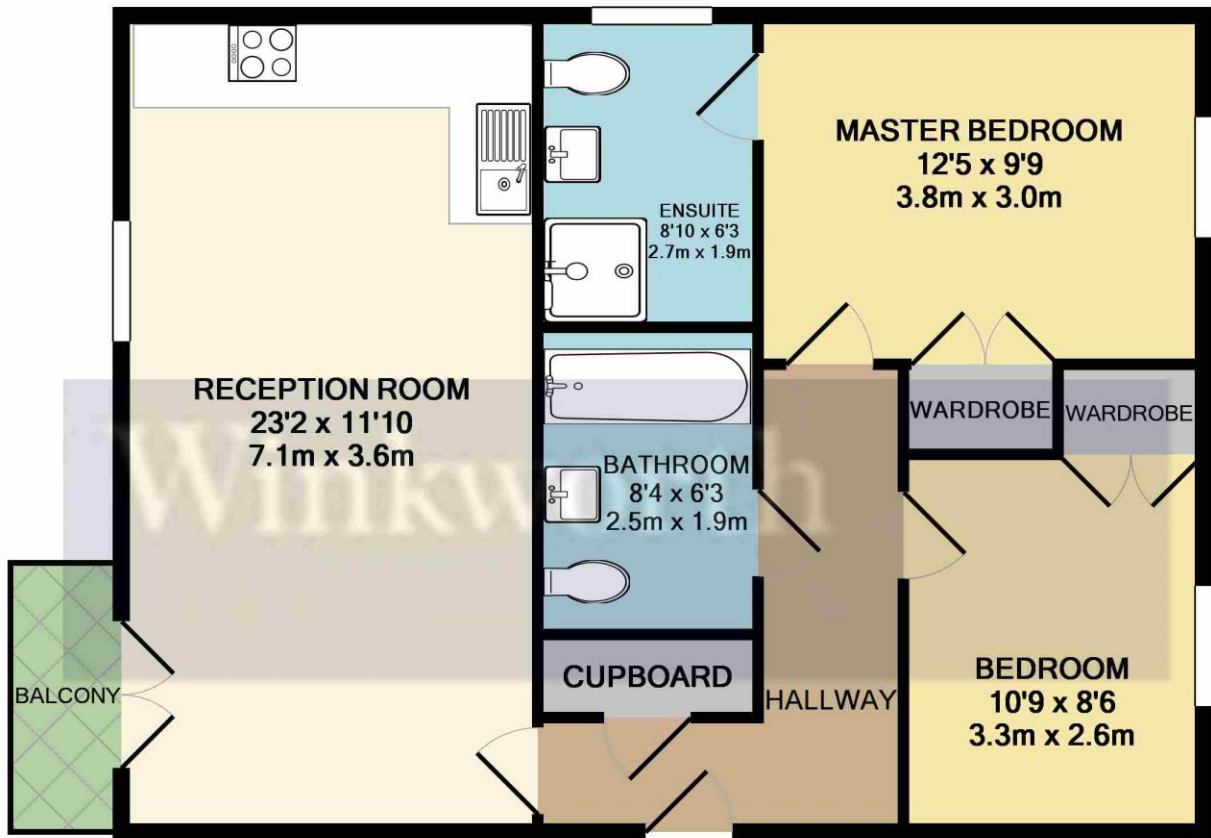 MASTER BEDROOM
12'5 x 9'9
3.8m x 3.0m
ENSUITE
8'10 x 6'3
2.7m x 1.9m
RECEPTION ROOM
23'2 x 11'10
7.1m x 3.6m
WARDROBE
WARDROBE
BATHROOM
8'4 x 6'3
2.5m x 1.9m
Winkworth
CUPBOARD
HALLWAY
BALCONY
BEDROOM
10'9 x 8'6
3.3m x 2.6m